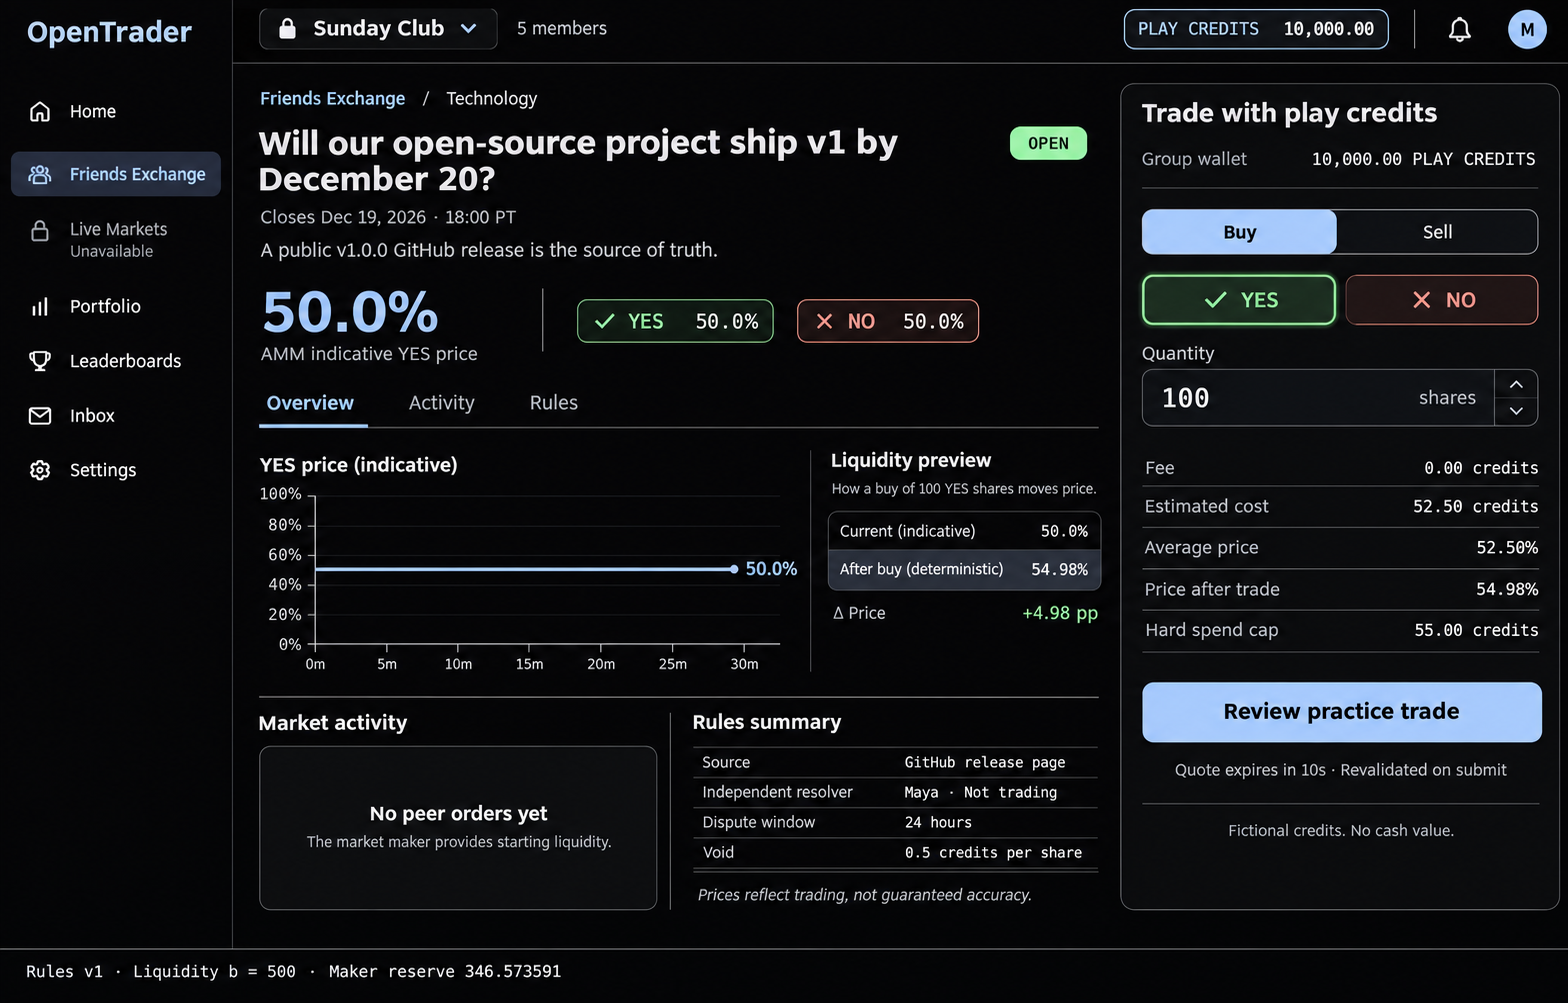 OpenTrader
Sunday Club
5 members
PLAY CREDITS 10,000.00
M
Home
Friends Exchange
Live Markets
Unavailable
Portfolio
Leaderboards
Inbox
Settings
Friends Exchange / Technology
Will our open-source project ship v1 by
December 20?
OPEN
Closes Dec 19, 2026 · 18:00 PT
A public v1.0.0 GitHub release is the source of truth.
50.0%
AMM indicative YES price
YES 50.0%
NO 50.0%
Overview Activity Rules
YES price (indicative)
100%
80%
60%
40%
20%
0%
50.0%
0m 5m 10m 15m 20m 25m 30m
Liquidity preview
How a buy of 100 YES shares moves price.
Current (indicative) 50.0%
After buy (deterministic) 54.98%
Δ Price +4.98 pp
Market activity
No peer orders yet
The market maker provides starting liquidity.
Rules summary
Source GitHub release page
Independent resolver Maya · Not trading
Dispute window 24 hours
Void 0.5 credits per share
Prices reflect trading, not guaranteed accuracy.
Trade with play credits
Group wallet 10,000.00 PLAY CREDITS
Buy Sell
YES NO
Quantity
100 shares
Fee 0.00 credits
Estimated cost 52.50 credits
Average price 52.50%
Price after trade 54.98%
Hard spend cap 55.00 credits
Review practice trade
Quote expires in 10s · Revalidated on submit
Fictional credits. No cash value.
Rules v1 · Liquidity b = 500 · Maker reserve 346.573591